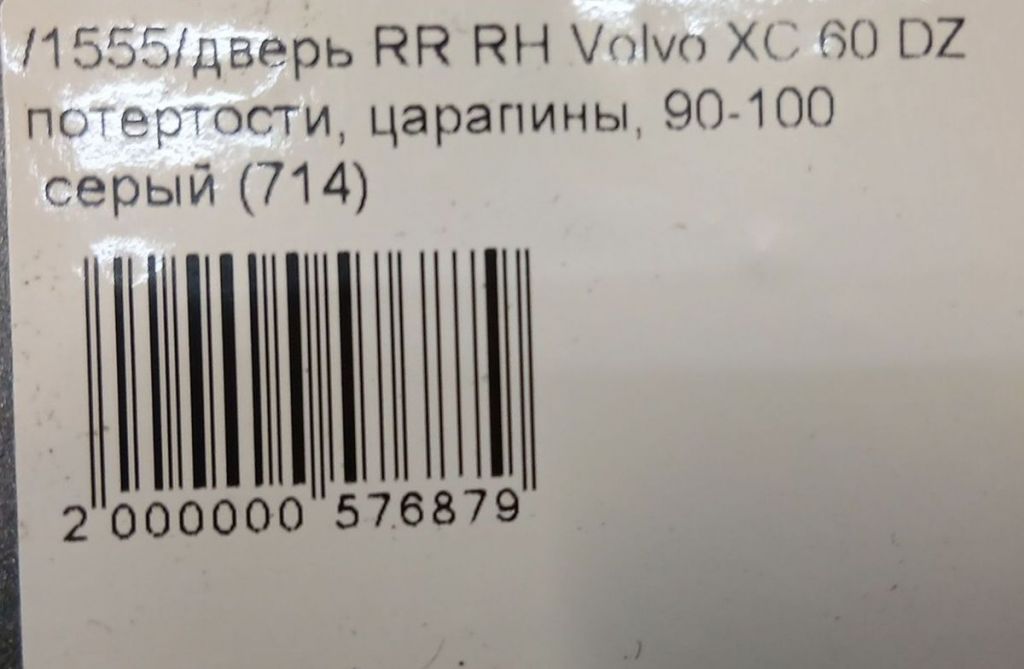 /1555/дверь RR RH Volvo XC 60 DZ
потертости, царапины, 90-100
серый (714)
2 000000 576879